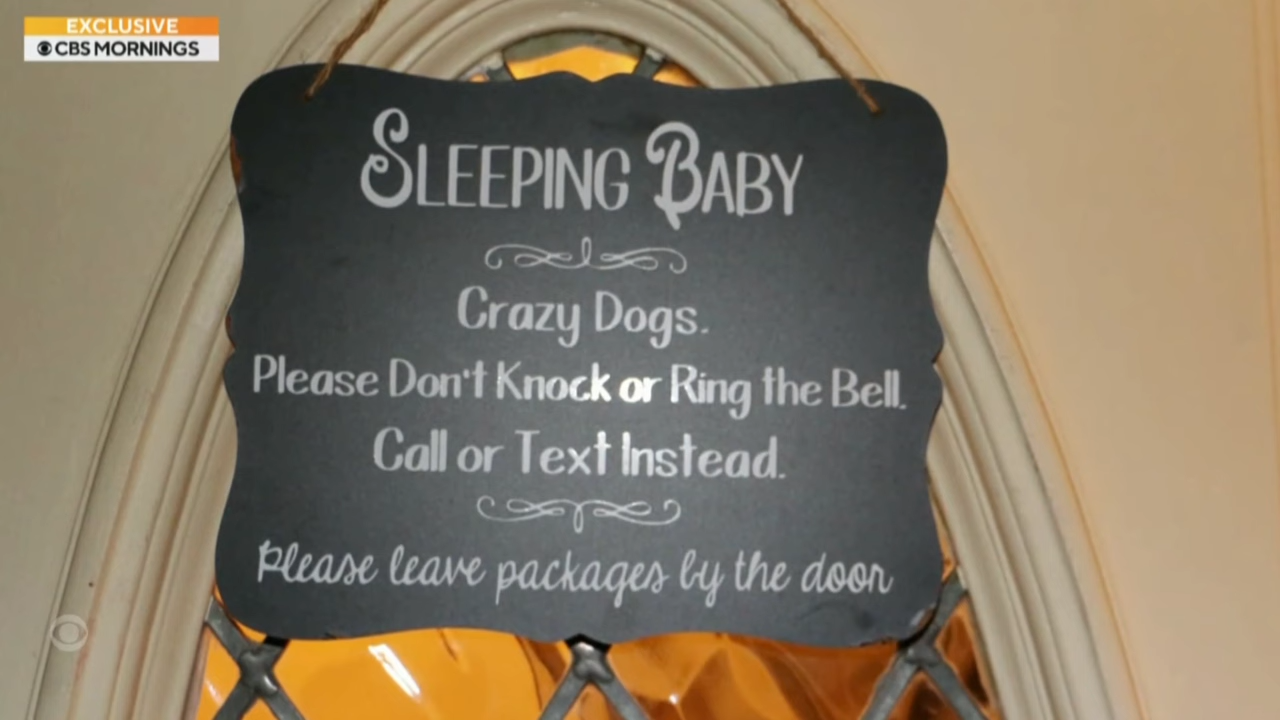 EXCLUSIVE
CBS MORNINGS
SLEEPING BABY
Crazy Dogs.
Please Don't Knock or Ring the Bell.
Call or Text Instead.
Please leave packages by the door